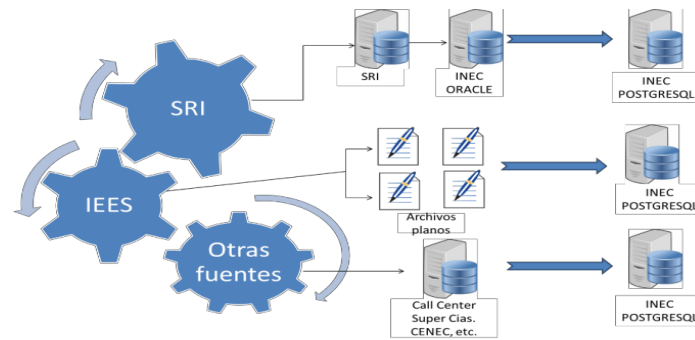 SRI
SRI
INEC
ORACLE
INEC
POSTGRESQL
IEES
Archivos
planos
INEC
POSTGRESQL
Otras
fuentes
Call Center
Super Cias.
CENEC, etc.
INEC
POSTGRESQL